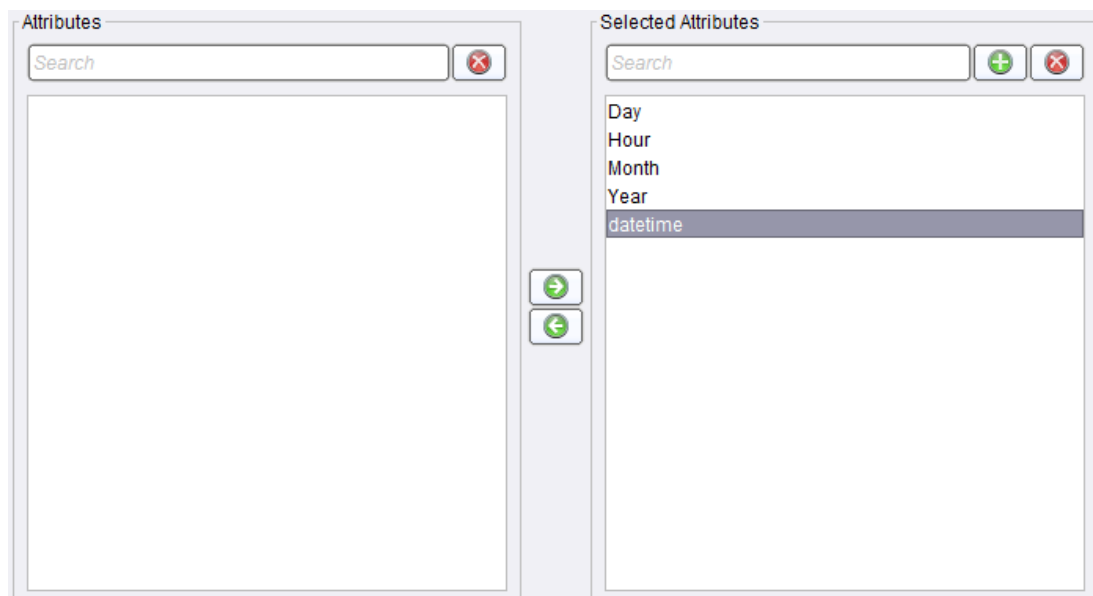 Attributes
Search
Selected Attributes
Search
Day
Hour
Month
Year
datetime